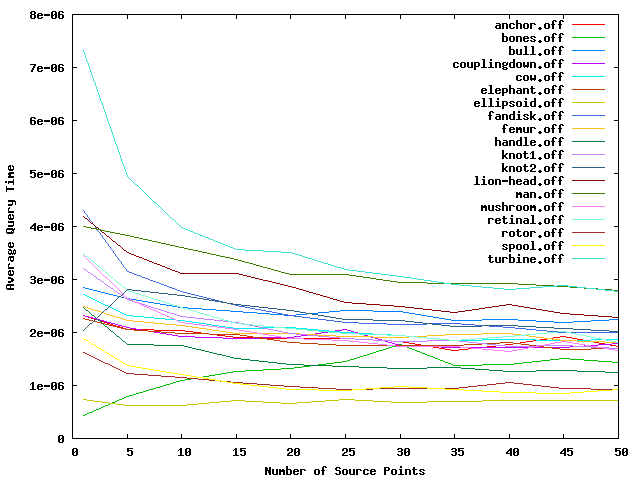 8e-06
7e-06
6e-06
5e-06
4e-06
3e-06
2e-06
1e-06
0
0 5 10 15 20 25 30 35 40 45 50
Average Query Time
Number of Source Points
anchor.off
bones.off
bull.off
couplingdown.off
cow.off
elephant.off
ellipsoid.off
fandisk.off
femur.off
handle.off
knot1.off
knot2.off
lion-head.off
man.off
mushroom.off
retinal.off
rotor.off
spool.off
turbine.off